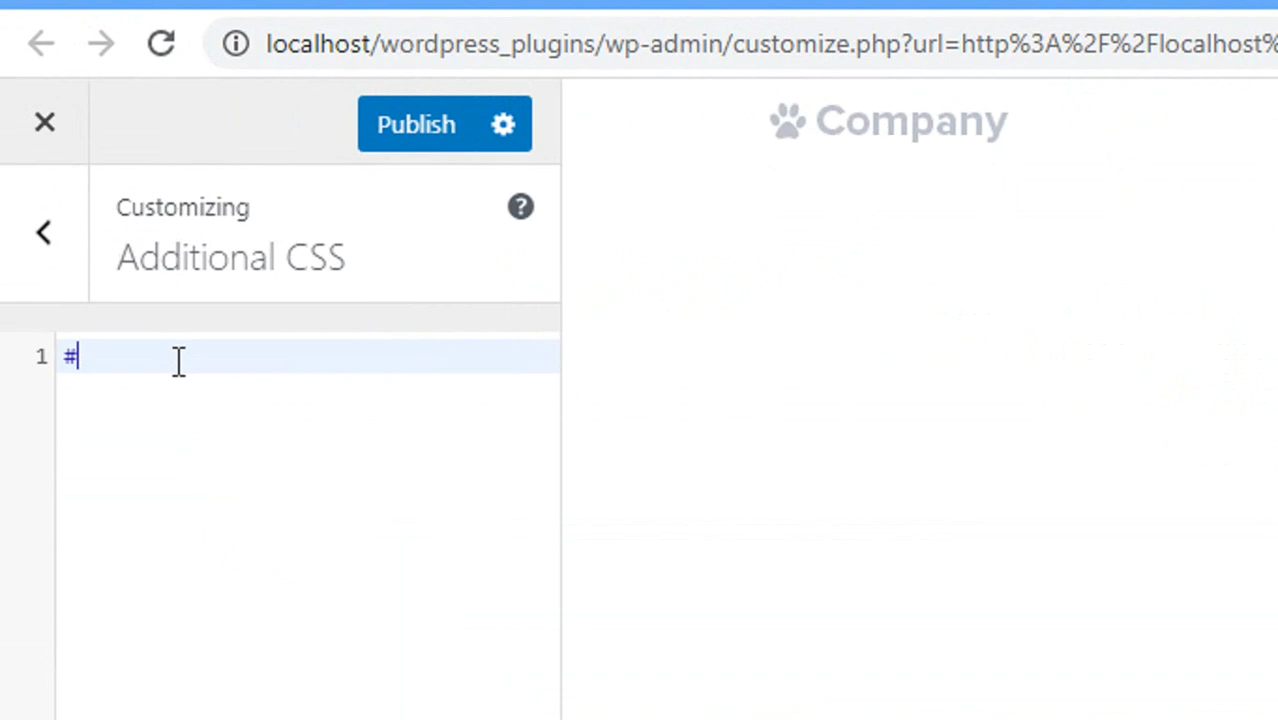 localhost/wordpress_plugins/wp-admin/customize.php?url=http%3A%2F%2Flocalhost%
Publish
Company
Customizing
Additional CSS
1 #